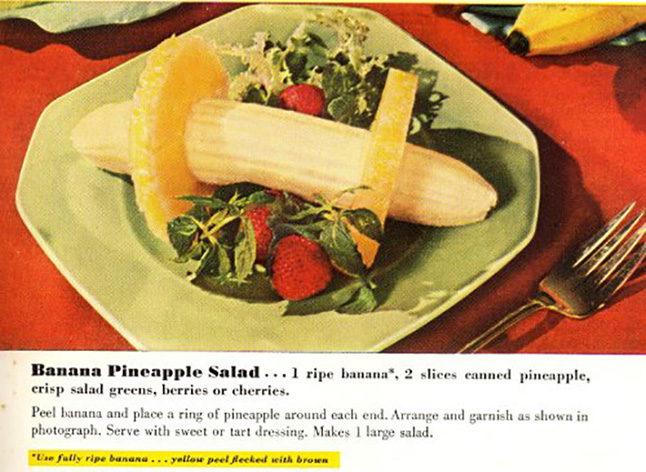 Banana Pineapple Salad . . . 1 ripe banana*, 2 slices canned pineapple,
crisp salad greens, berries or cherries.
Peel banana and place a ring of pineapple around each end. Arrange and garnish as shown in
photograph. Serve with sweet or tart dressing. Makes 1 large salad.
*Use fully ripe banana . . . yellow peel flecked with brown